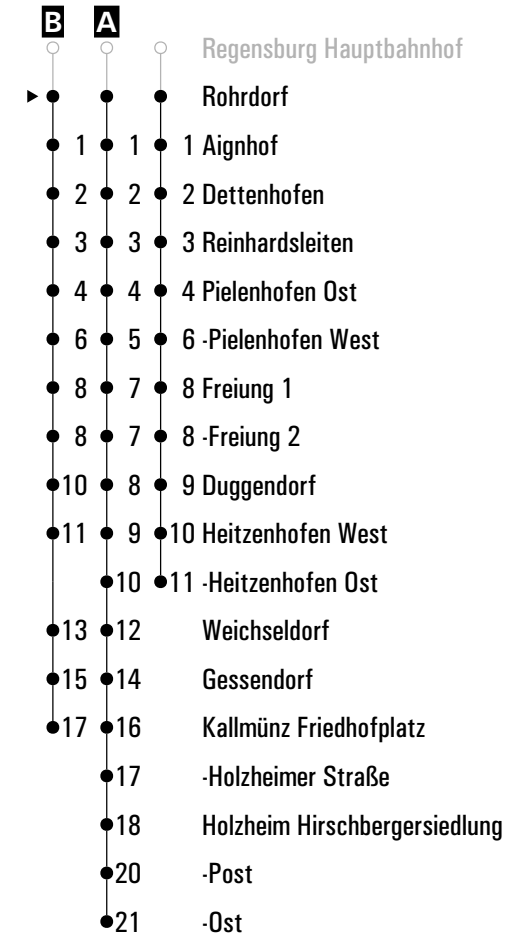 B A
Regensburg Hauptbahnhof
Rohrdorf
1 1 1 Aignhof
2 2 2 Dettenhofen
3 3 3 Reinhardsleiten
4 4 4 Pielenhofen Ost
6 5 6 -Pielenhofen West
8 7 8 Freiung 1
8 7 8 -Freiung 2
10 8 9 Duggendorf
11 9 10 Heitzenhofen West
10 11 -Heitzenhofen Ost
13 12 Weichseldorf
15 14 Gessendorf
17 16 Kallmünz Friedhofplatz
17 -Holzheimer Straße
18 Holzheim Hirschbergersiedlung
20 -Post
21 -Ost